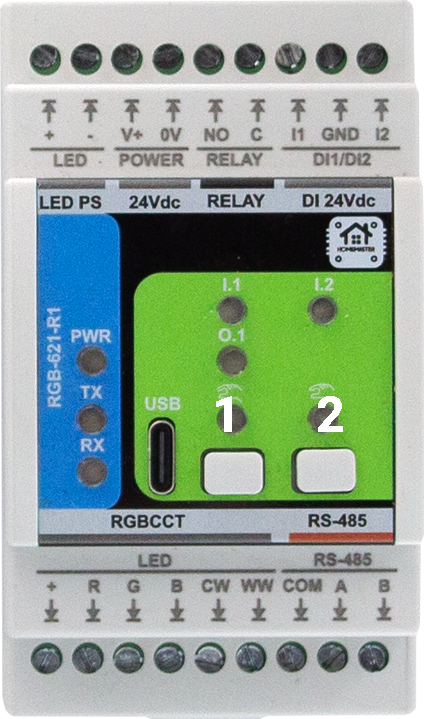 + - V+ 0V NO C I1 GND I2
LED POWER RELAY DI1/DI2
LED PS 24Vdc RELAY DI 24Vdc
HOMEMASTER
I.1 I.2
O.1
RGB-621-R1
PWR
TX
RX
USB
1 2
RGBCCT RS-485
LED RS-485
+ R G B CW WW COM A B